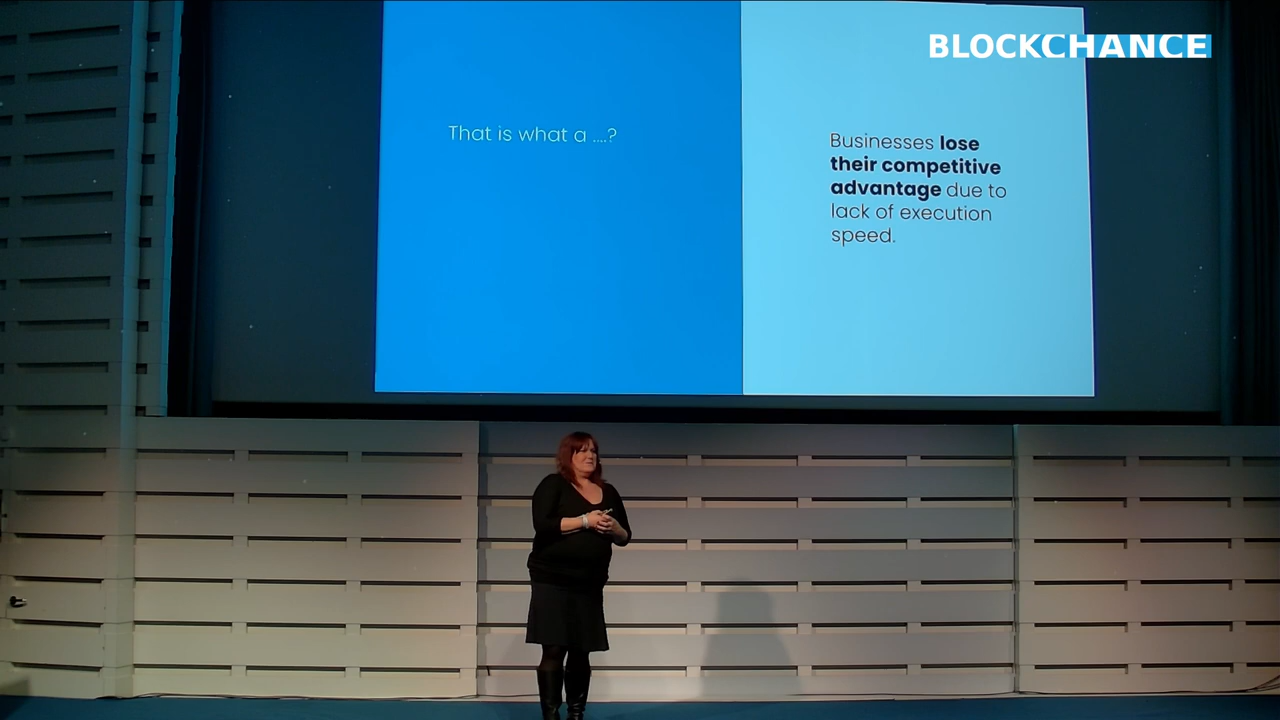 BLOCKCHANCE
That is what a ....?
Businesses lose
their competitive
advantage due to
lack of execution
speed.